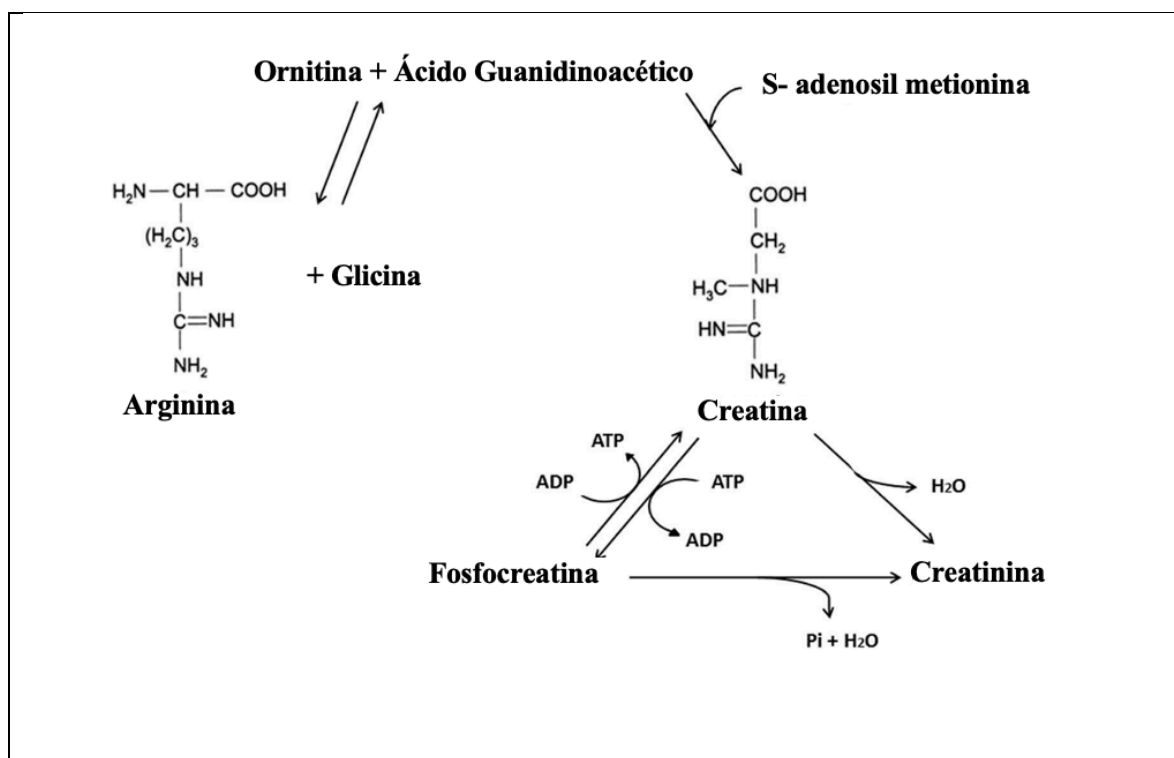 Ornitina + Ácido Guanidinoacético
S- adenosil metionina
H₂N—CH—COOH
(H₂C)₃
NH
C=NH
NH₂
Arginina
+ Glicina
COOH
CH₂
H₃C—NH
HN=C
NH₂
Creatina
ATP
ADP
ATP
ADP
H₂O
Fosfocreatina
Creatinina
Pi + H₂O